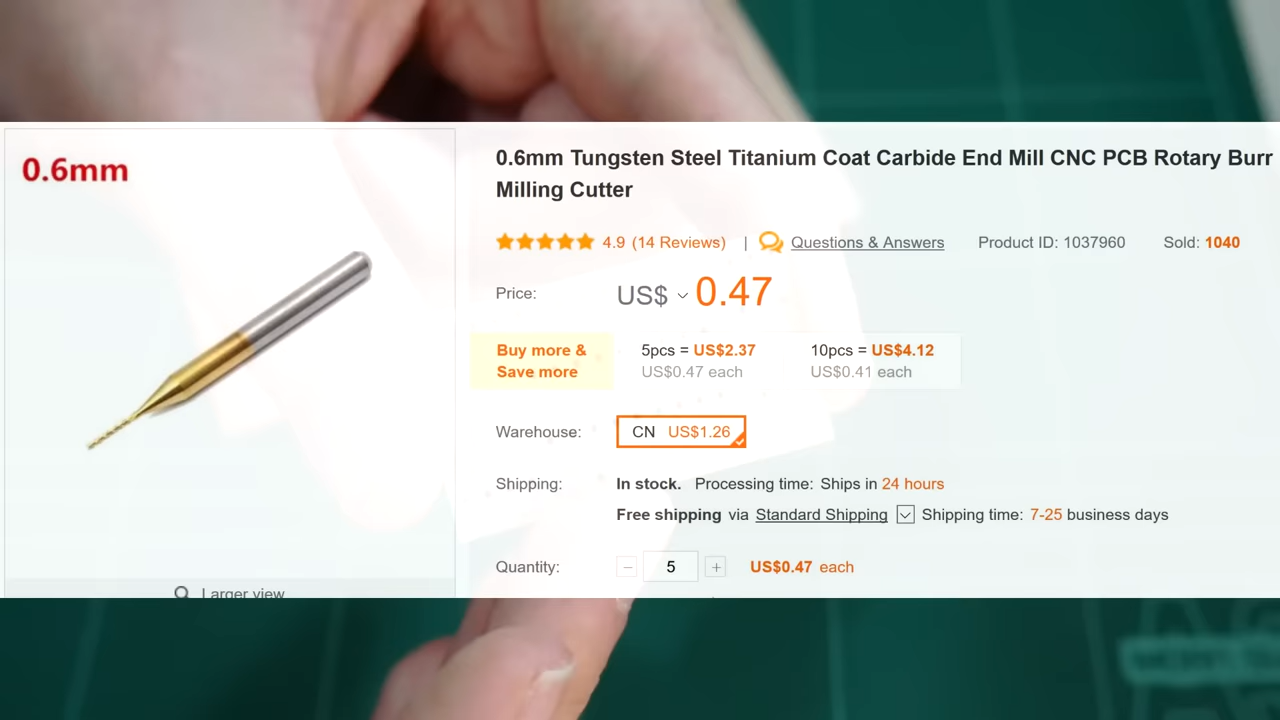 0.6mm
0.6mm Tungsten Steel Titanium Coat Carbide End Mill CNC PCB Rotary Burr
Milling Cutter
4.9 (14 Reviews) | Questions & Answers Product ID: 1037960 Sold: 1040
Price: US$ 0.47
Buy more &
Save more
5pcs = US$2.37
US$0.47 each
10pcs = US$4.12
US$0.41 each
Warehouse: CN US$1.26
Shipping: In stock. Processing time: Ships in 24 hours
Free shipping via Standard Shipping Shipping time: 7-25 business days
Quantity: − 5 + US$0.47 each
Larger view